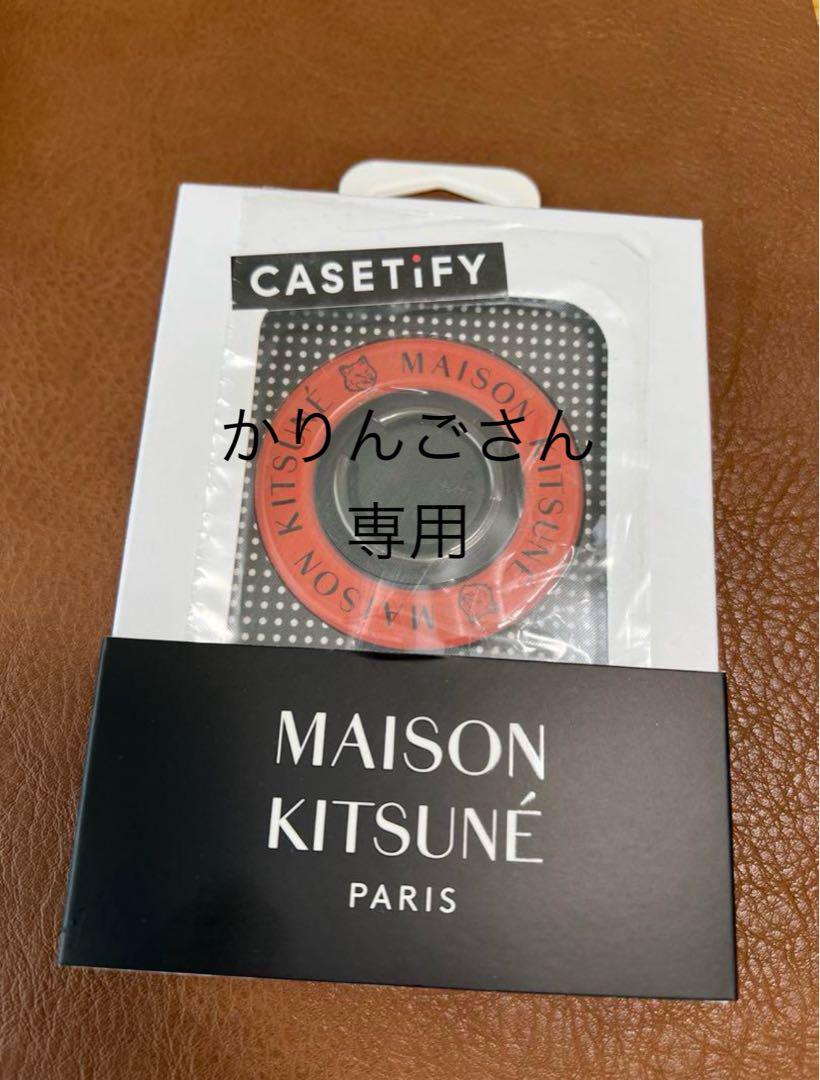 CASETiFY
MAISON KITSUNÉ MAISON KITSUNÉ
かりんごさん
専用
MAISON
KITSUNÉ
PARIS